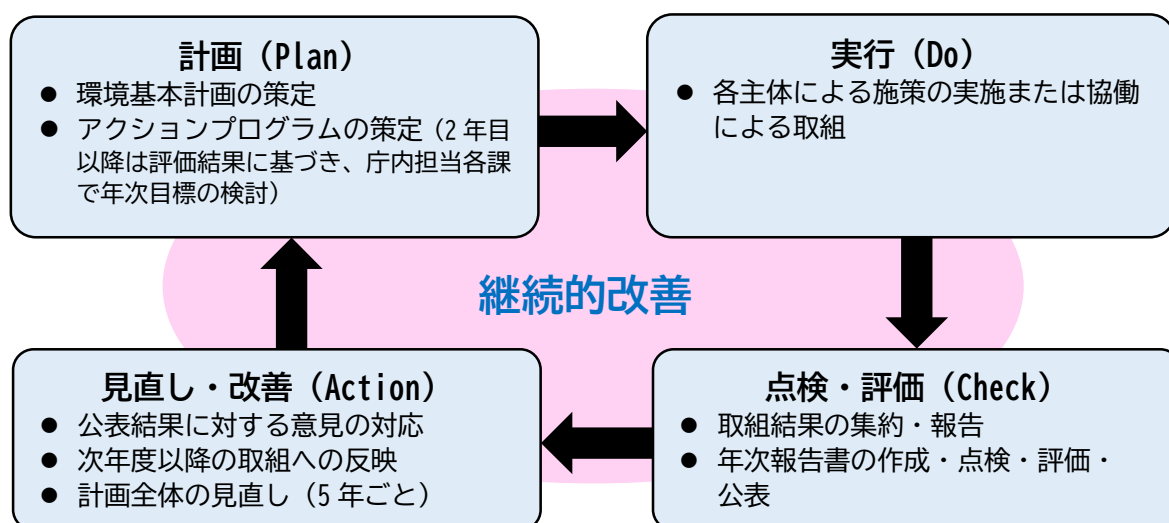 計画（Plan）
● 環境基本計画の策定
● アクションプログラムの策定（2年目
以降は評価結果に基づき、庁内担当各課
で年次目標の検討）
実行（Do）
● 各主体による施策の実施または協働
による取組
継続的改善
見直し・改善（Action）
● 公表結果に対する意見の対応
● 次年度以降の取組への反映
● 計画全体の見直し（5年ごと）
点検・評価（Check）
● 取組結果の集約・報告
● 年次報告書の作成・点検・評価・
公表